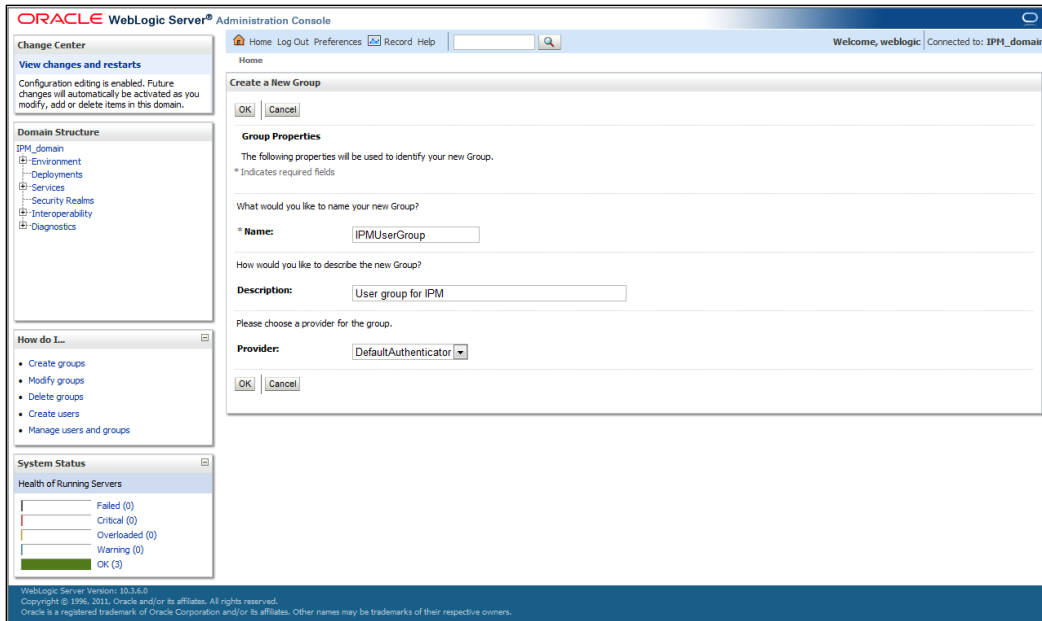 ORACLE WebLogic Server® Administration Console
Change Center
View changes and restarts
Configuration editing is enabled. Future
changes will automatically be activated as you
modify, add or delete items in this domain.
Domain Structure
IPM_domain
Environment
Deployments
Services
Security Realms
Interoperability
Diagnostics
How do I...
Create groups
Modify groups
Delete groups
Create users
Manage users and groups
System Status
Health of Running Servers
Failed (0)
Critical (0)
Overloaded (0)
Warning (0)
OK (3)
Home Log Out Preferences Record Help
Welcome, weblogic Connected to: IPM_domain
Home
Create a New Group
OK Cancel
Group Properties
The following properties will be used to identify your new Group.
* Indicates required fields
What would you like to name your new Group?
* Name: IPMUserGroup
How would you like to describe the new Group?
Description: User group for IPM
Please choose a provider for the group.
Provider: DefaultAuthenticator
OK Cancel
WebLogic Server Version: 10.3.6.0
Copyright © 1996, 2011, Oracle and/or its affiliates. All rights reserved.
Oracle is a registered trademark of Oracle Corporation and/or its affiliates. Other names may be trademarks of their respective owners.